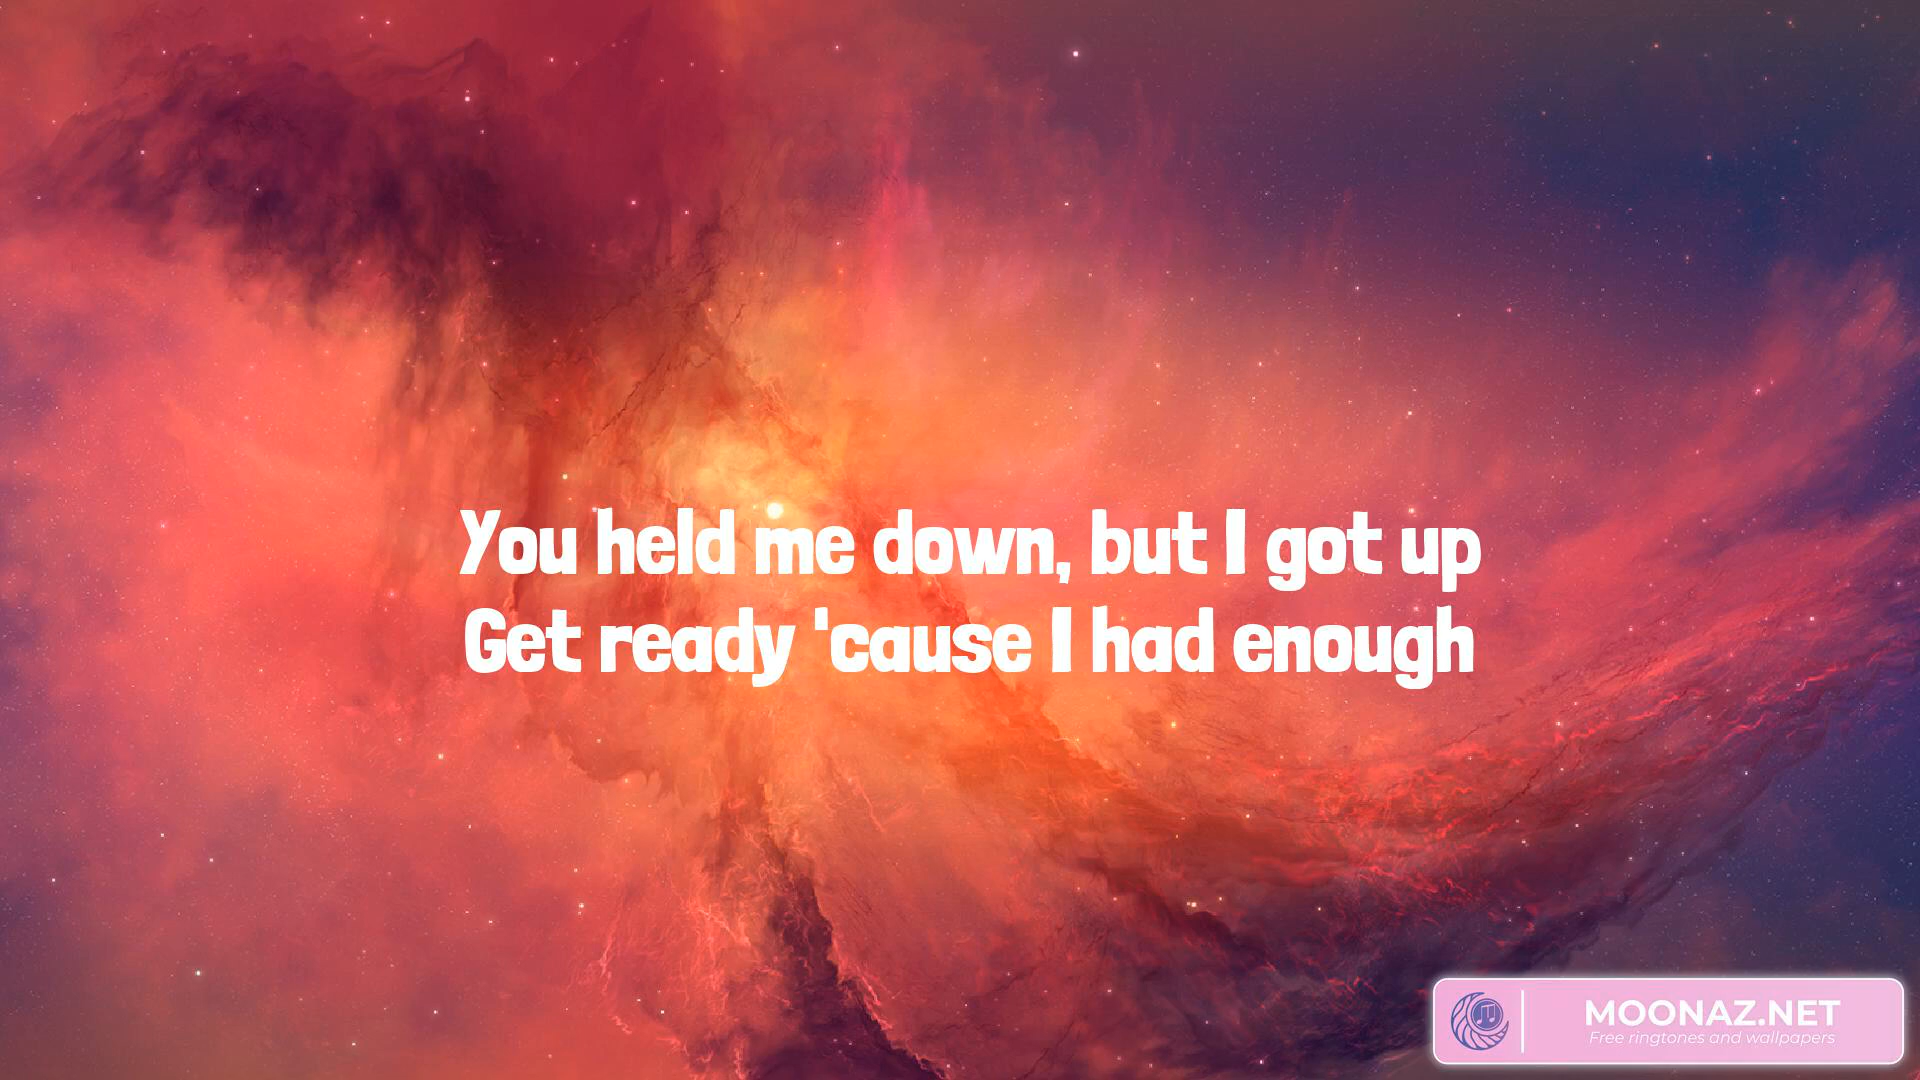 You held me down, but I got up
Get ready 'cause I had enough
MOONAZ.NET
Free ringtones and wallpapers